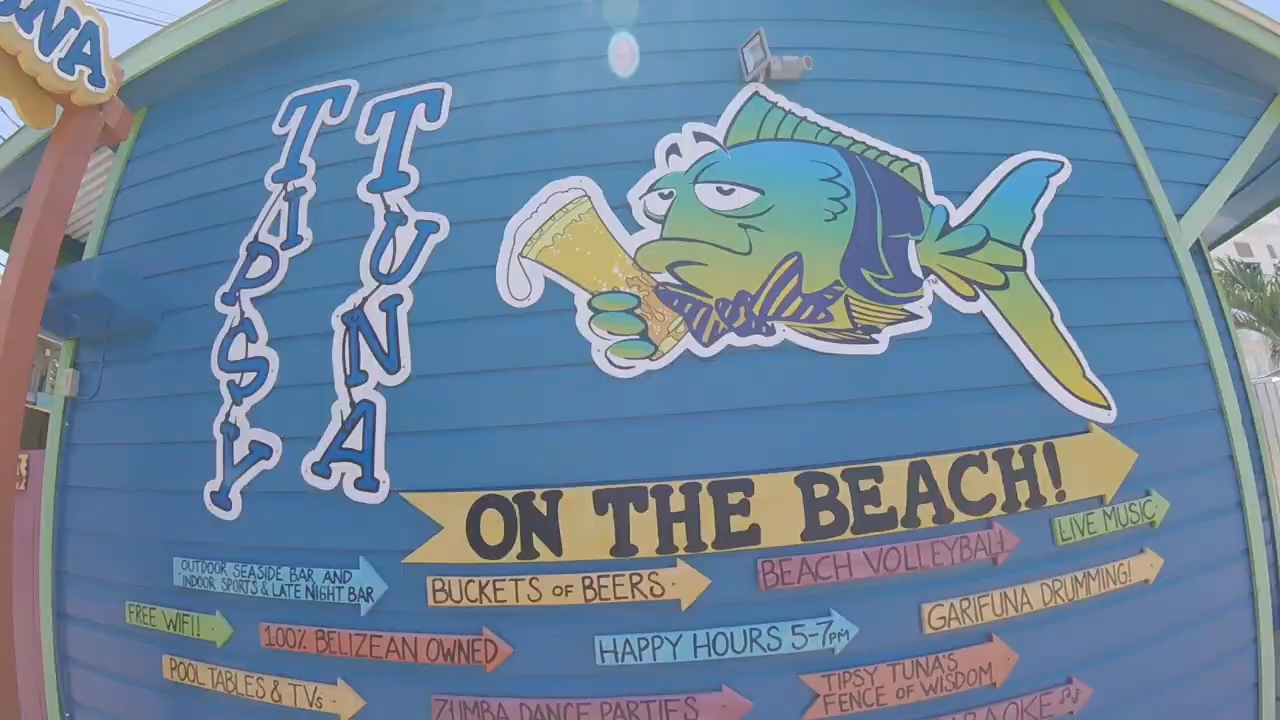 TIPSY
TUNA
ON THE BEACH!
LIVE MUSIC
BEACH VOLLEYBALL
OUTDOOR SEASIDE BAR AND
INDOOR SPORTS & LATE NIGHT BAR
BUCKETS OF BEERS
GARIFUNA DRUMMING!
FREE WIFI!
100% BELIZEAN OWNED
HAPPY HOURS 5-7PM
POOL TABLES & TVs
TIPSY TUNA'S
FENCE OF WISDOM
ZUMBA DANCE PARTIES